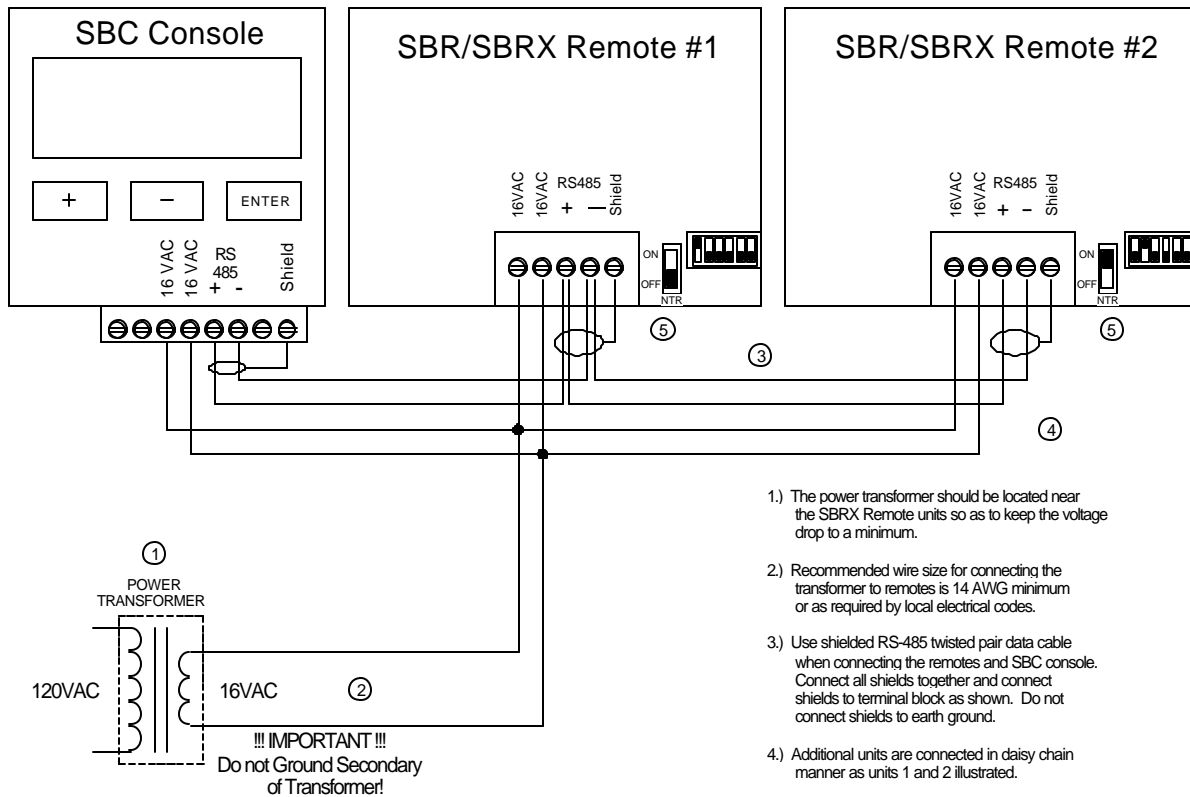 SBC Console
+
−
ENTER
16 VAC
16 VAC
RS
485
+ -
Shield
SBR/SBRX Remote #1
16VAC
16VAC
RS485
+ —
Shield
ON
OFF
NTR
5
SBR/SBRX Remote #2
16VAC
16VAC
RS485
+ -
Shield
ON
OFF
NTR
5
3
4
1
POWER
TRANSFORMER
120VAC
16VAC
2
!!! IMPORTANT !!!
Do not Ground Secondary
of Transformer!
1.) The power transformer should be located near
the SBRX Remote units so as to keep the voltage
drop to a minimum.
2.) Recommended wire size for connecting the
transformer to remotes is 14 AWG minimum
or as required by local electrical codes.
3.) Use shielded RS-485 twisted pair data cable
when connecting the remotes and SBC console.
Connect all shields together and connect
shields to terminal block as shown. Do not
connect shields to earth ground.
4.) Additional units are connected in daisy chain
manner as units 1 and 2 illustrated.